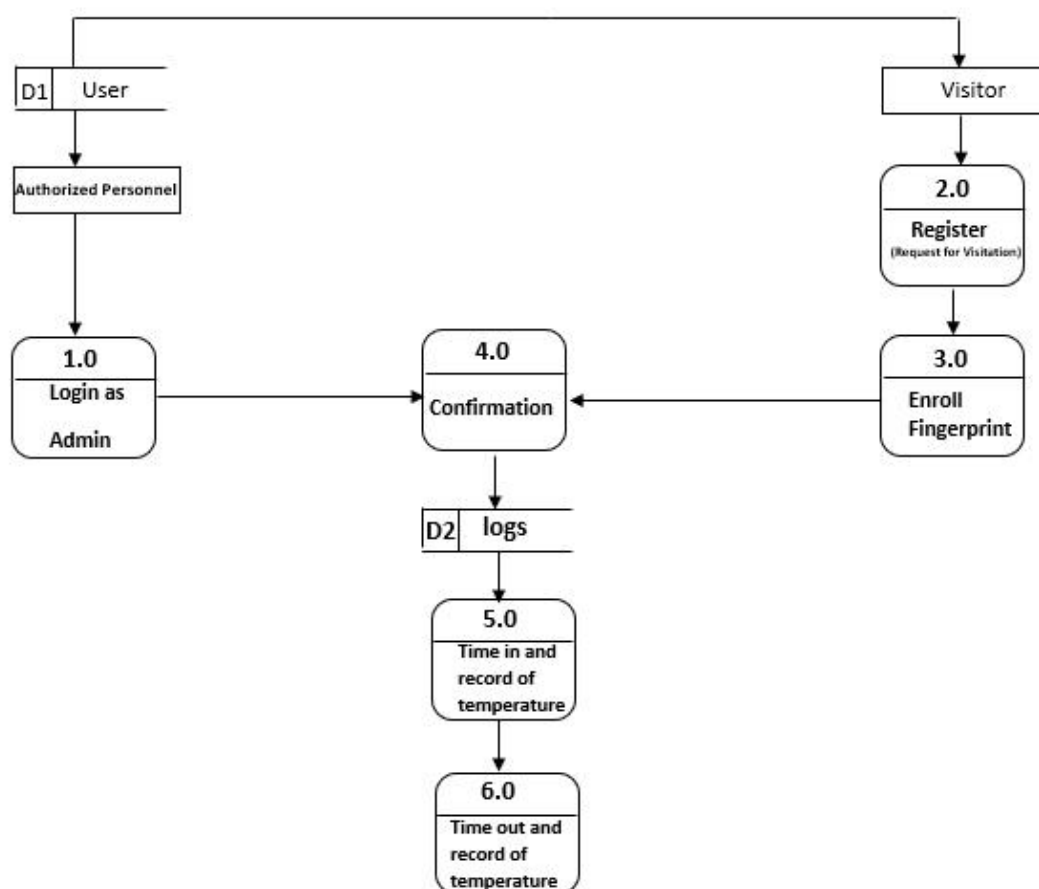 D1 User
Visitor
Authorized Personnel
2.0
Register
(Request for Visitation)
1.0
Login as
Admin
4.0
Confirmation
3.0
Enroll
Fingerprint
D2 logs
5.0
Time in and
record of
temperature
6.0
Time out and
record of
temperature